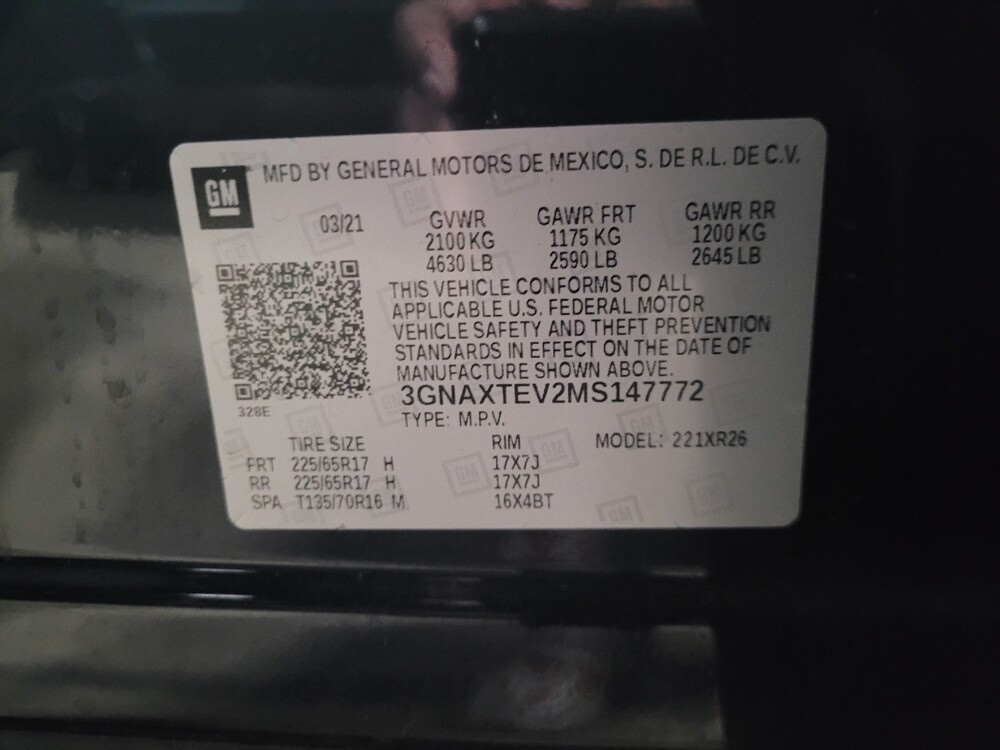 GM MFD BY GENERAL MOTORS DE MEXICO, S. DE R.L. DE C.V.
03/21 GVWR GAWR FRT GAWR RR
2100 KG 1175 KG 1200 KG
4630 LB 2590 LB 2645 LB
THIS VEHICLE CONFORMS TO ALL
APPLICABLE U.S. FEDERAL MOTOR
VEHICLE SAFETY AND THEFT PREVENTION
STANDARDS IN EFFECT ON THE DATE OF
MANUFACTURE SHOWN ABOVE.
3GNAXTEV2MS147772
328E
TYPE: M.P.V.
TIRE SIZE RIM MODEL: 221XR26
FRT 225/65R17 H 17X7J
RR 225/65R17 H 17X7J
SPA T135/70R16 M 16X4BT